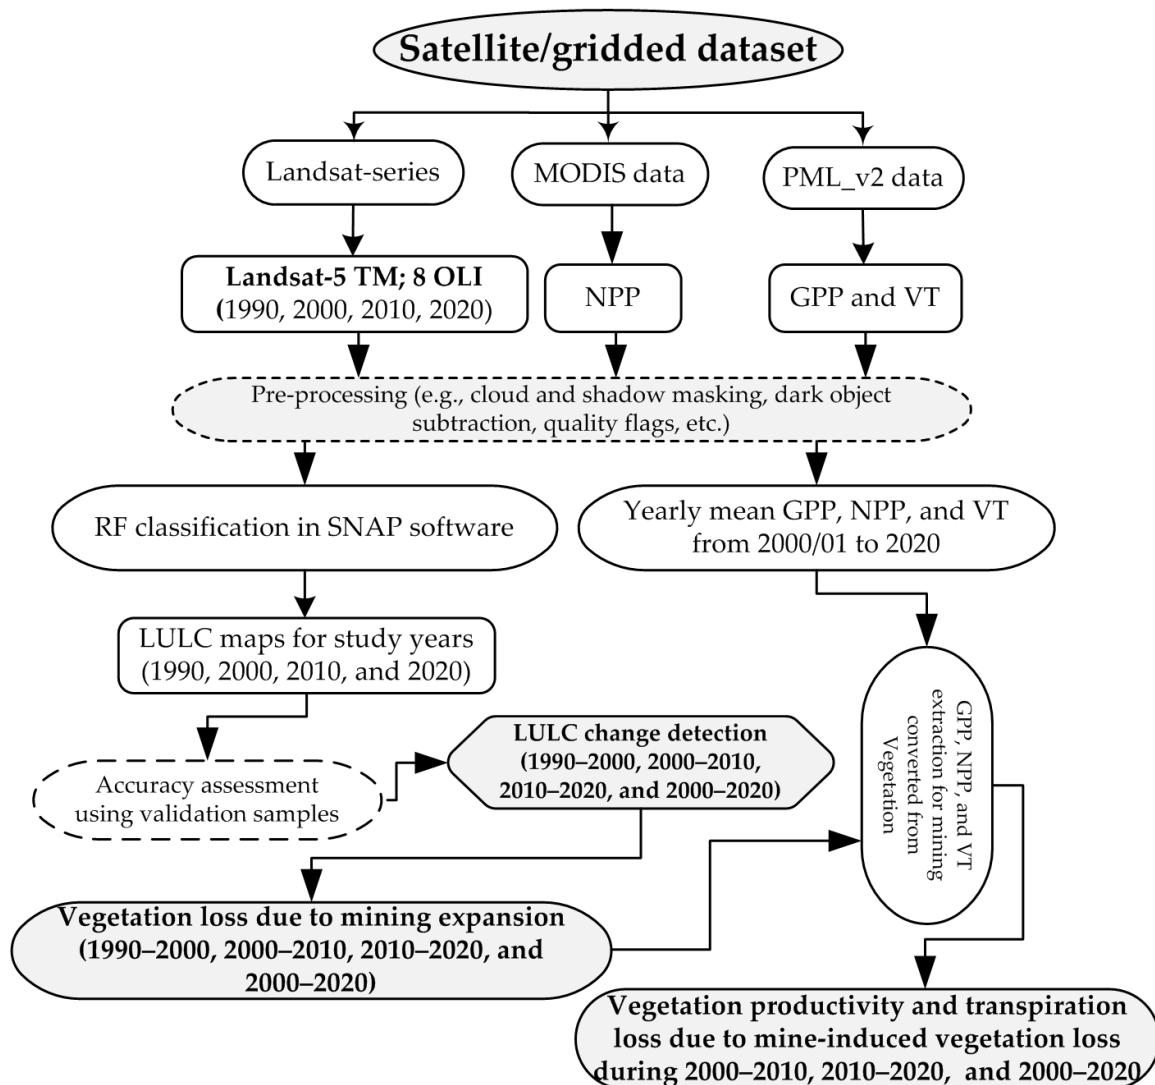 Satellite/gridded dataset
Landsat-series
MODIS data
PML_v2 data
Landsat-5 TM; 8 OLI
(1990, 2000, 2010, 2020)
NPP
GPP and VT
Pre-processing (e.g., cloud and shadow masking, dark object
subtraction, quality flags, etc.)
RF classification in SNAP software
Yearly mean GPP, NPP, and VT
from 2000/01 to 2020
LULC maps for study years
(1990, 2000, 2010, and 2020)
GPP, NPP, and VT
extraction for mining
converted from
Vegetation
LULC change detection
(1990–2000, 2000–2010,
2010–2020, and 2000–2020)
Accuracy assessment
using validation samples
Vegetation loss due to mining expansion
(1990–2000, 2000–2010, 2010–2020, and
2000–2020)
Vegetation productivity and transpiration
loss due to mine-induced vegetation loss
during 2000–2010, 2010–2020, and 2000–2020